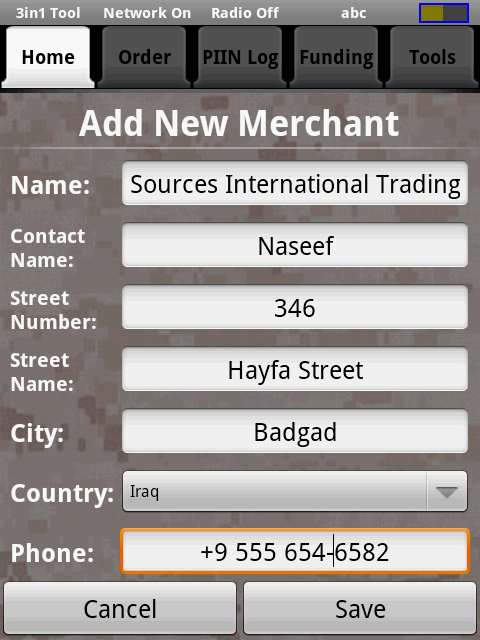 3in1 Tool Network On Radio Off abc
Home Order PIIN Log Funding Tools
Add New Merchant
Name: Sources International Trading
Contact Name: Naseef
Street Number: 346
Street Name: Hayfa Street
City: Badgad
Country: Iraq
Phone: +9 555 654-6582
Cancel Save